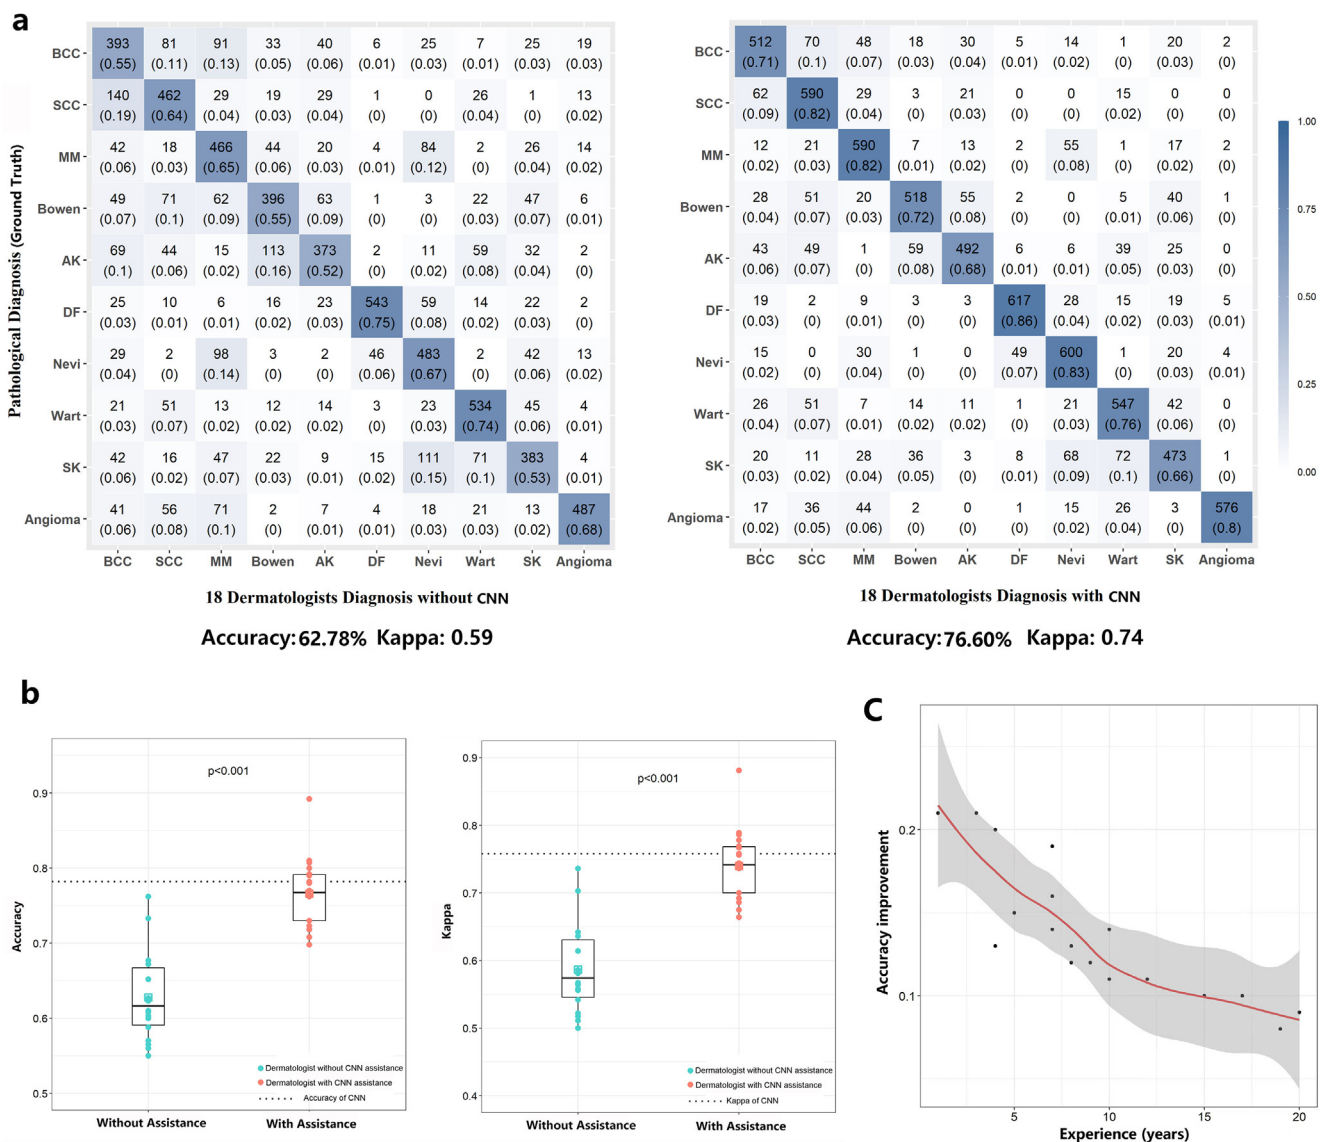 a
BCC 393 81 91 33 40 6 25 7 25 19
(0.55) (0.11) (0.13) (0.05) (0.06) (0.01) (0.03) (0.01) (0.03) (0.03)
SCC 140 462 29 19 29 1 0 26 1 13
(0.19) (0.64) (0.04) (0.03) (0.04) (0) (0) (0.04) (0) (0.02)
MM 42 18 466 44 20 4 84 2 26 14
(0.06) (0.03) (0.65) (0.06) (0.03) (0.01) (0.12) (0) (0.04) (0.02)
Bowen 49 71 62 396 63 1 3 22 47 6
(0.07) (0.1) (0.09) (0.55) (0.09) (0) (0) (0.03) (0.07) (0.01)
AK 69 44 15 113 373 2 11 59 32 2
(0.1) (0.06) (0.02) (0.16) (0.52) (0) (0.02) (0.08) (0.04) (0)
DF 25 10 6 16 23 543 59 14 22 2
(0.03) (0.01) (0.01) (0.02) (0.03) (0.75) (0.08) (0.02) (0.03) (0)
Nevi 29 2 98 3 2 46 483 2 42 13
(0.04) (0) (0.14) (0) (0) (0.06) (0.67) (0) (0.06) (0.02)
Wart 21 51 13 12 14 3 23 534 45 4
(0.03) (0.07) (0.02) (0.02) (0.02) (0) (0.03) (0.74) (0.06) (0.01)
SK 42 16 47 22 9 15 111 71 383 4
(0.06) (0.02) (0.07) (0.03) (0.01) (0.02) (0.15) (0.1) (0.53) (0.01)
Angioma 41 56 71 2 7 4 18 21 13 487
(0.06) (0.08) (0.1) (0) (0.01) (0.01) (0.03) (0.03) (0.02) (0.68)
BCC SCC MM Bowen AK DF Nevi Wart SK Angioma
Pathological Diagnosis (Ground Truth)
18 Dermatologists Diagnosis without CNN
Accuracy:62.78% Kappa: 0.59
BCC 512 70 48 18 30 5 14 1 20 2
(0.71) (0.1) (0.07) (0.03) (0.04) (0.01) (0.02) (0) (0.03) (0)
SCC 62 590 29 3 21 0 0 15 0 0
(0.09) (0.82) (0.04) (0) (0.03) (0) (0) (0.02) (0) (0)
MM 12 21 590 7 13 2 55 1 17 2
(0.02) (0.03) (0.82) (0.01) (0.02) (0) (0.08) (0) (0.02) (0)
Bowen 28 51 20 518 55 2 0 5 40 1
(0.04) (0.07) (0.03) (0.72) (0.08) (0) (0) (0.01) (0.06) (0)
AK 43 49 1 59 492 6 6 39 25 0
(0.06) (0.07) (0) (0.08) (0.68) (0.01) (0.01) (0.05) (0.03) (0)
DF 19 2 9 3 3 617 28 15 19 5
(0.03) (0) (0.01) (0) (0) (0.86) (0.04) (0.02) (0.03) (0.01)
Nevi 15 0 30 1 0 49 600 1 20 4
(0.02) (0) (0.04) (0) (0) (0.07) (0.83) (0) (0.03) (0.01)
Wart 26 51 7 14 11 1 21 547 42 0
(0.04) (0.07) (0.01) (0.02) (0.02) (0) (0.03) (0.76) (0.06) (0)
SK 20 11 28 36 3 8 68 72 473 1
(0.03) (0.02) (0.04) (0.05) (0) (0.01) (0.09) (0.1) (0.66) (0)
Angioma 17 36 44 2 0 1 15 26 3 576
(0.02) (0.05) (0.06) (0) (0) (0) (0.02) (0.04) (0) (0.8)
BCC SCC MM Bowen AK DF Nevi Wart SK Angioma
18 Dermatologists Diagnosis with CNN
Accuracy:76.60% Kappa: 0.74
1.00
0.75
0.50
0.25
0.00
b
p<0.001
0.9
0.8
0.7
0.6
0.5
Accuracy
Dermatologist without CNN assistance
Dermatologist with CNN assistance
Accuracy of CNN
Without Assistance With Assistance
p<0.001
0.9
0.8
0.7
0.6
0.5
0.4
Kappa
Dermatologist without CNN assistance
Dermatologist with CNN assistance
Kappa of CNN
Without Assistance With Assistance
C
0.2
0.1
Accuracy improvement
5 10 15 20
Experience (years)